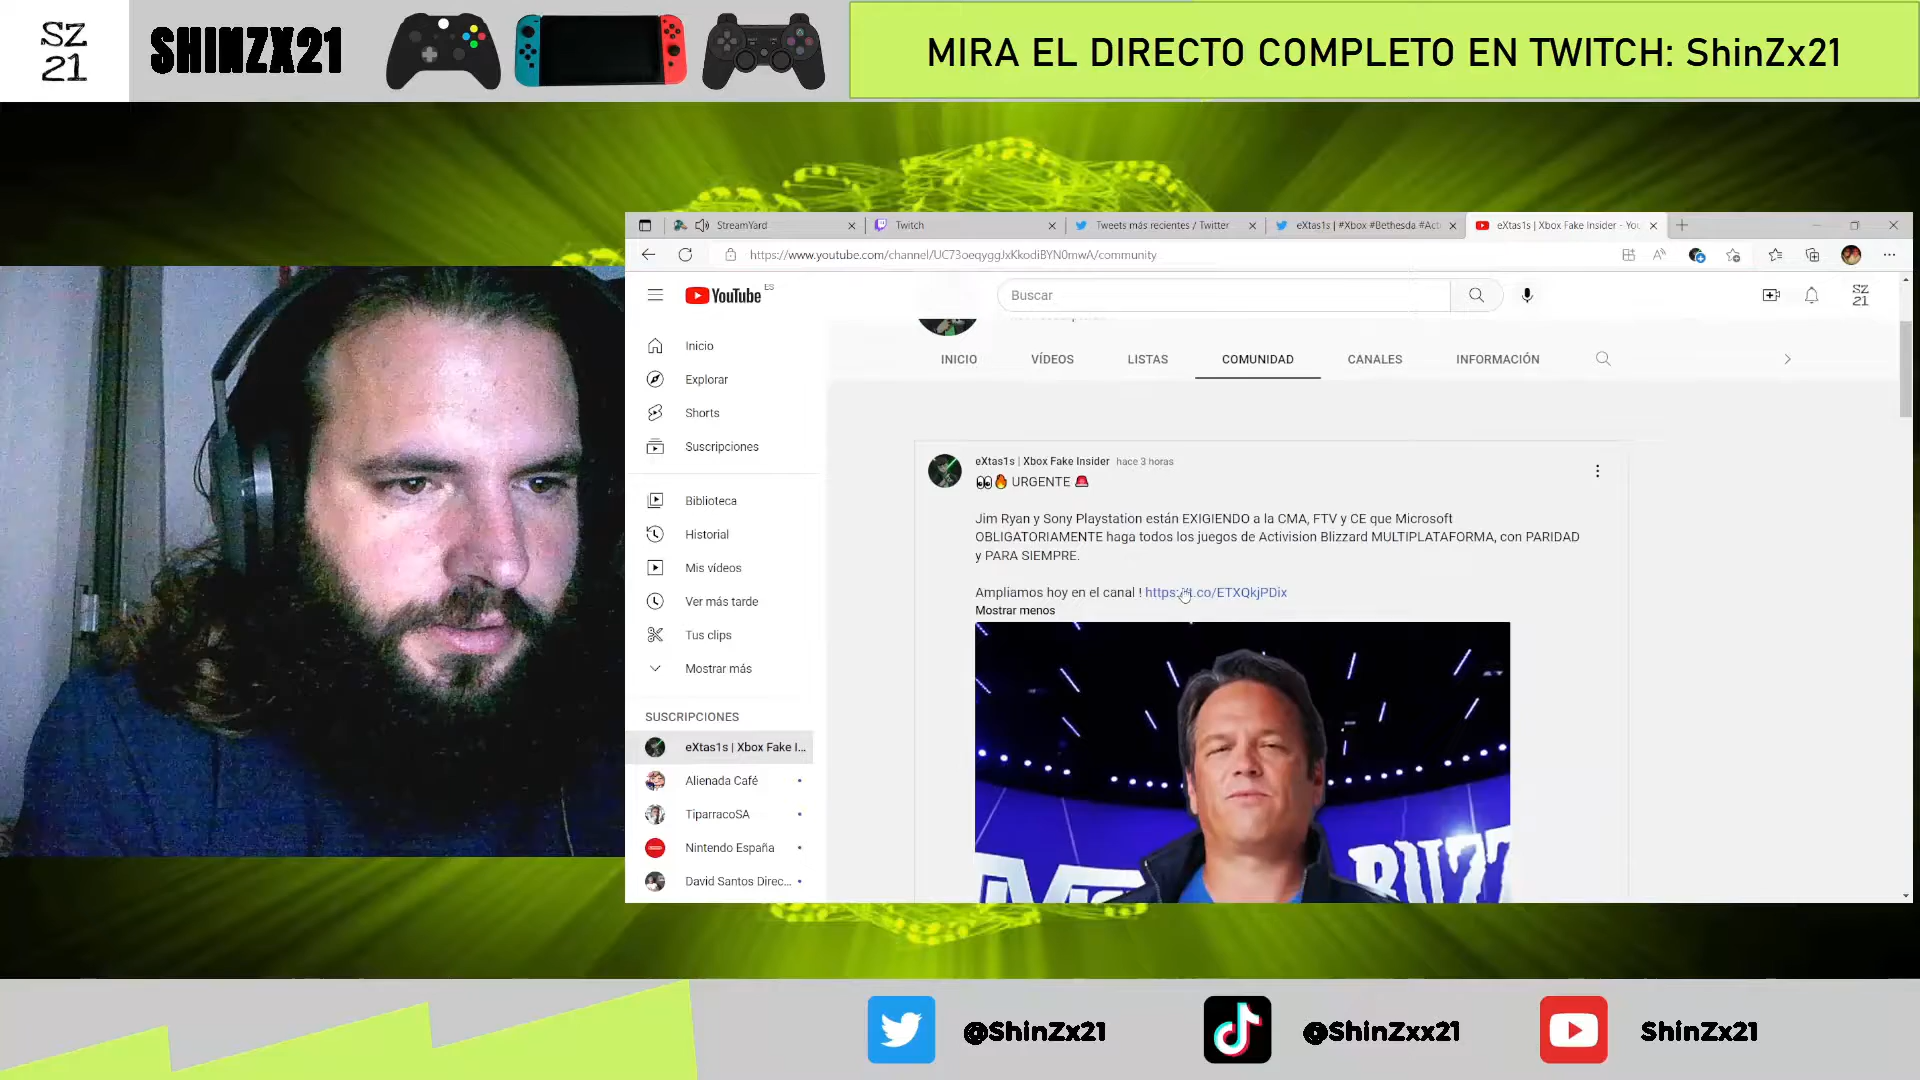 SZ
21
SHINZX21
MIRA EL DIRECTO COMPLETO EN TWITCH: ShinZx21
StreamYard
Twitch
Tweets más recientes / Twitter
eXtas1s | #Xbox #Bethesda #Act
eXtas1s | Xbox Fake Insider - You
https://www.youtube.com/channel/UC73oeqyggJxKkodiBYN0mwA/community
YouTube ES
Buscar
SZ
21
INICIO
VÍDEOS
LISTAS
COMUNIDAD
CANALES
INFORMACIÓN
Inicio
Explorar
Shorts
Suscripciones
Biblioteca
Historial
Mis vídeos
Ver más tarde
Tus clips
Mostrar más
SUSCRIPCIONES
eXtas1s | Xbox Fake I...
Alienada Café
TiparracoSA
Nintendo España
David Santos Direc...
eXtas1s | Xbox Fake Insider hace 3 horas
👀🔥 URGENTE 🚨
Jim Ryan y Sony Playstation están EXIGIENDO a la CMA, FTV y CE que Microsoft
OBLIGATORIAMENTE haga todos los juegos de Activision Blizzard MULTIPLATAFORMA, con PARIDAD
y PARA SIEMPRE.
Ampliamos hoy en el canal ! https://t.co/ETXQkjPDix
Mostrar menos
@ShinZx21
@ShinZxx21
ShinZx21